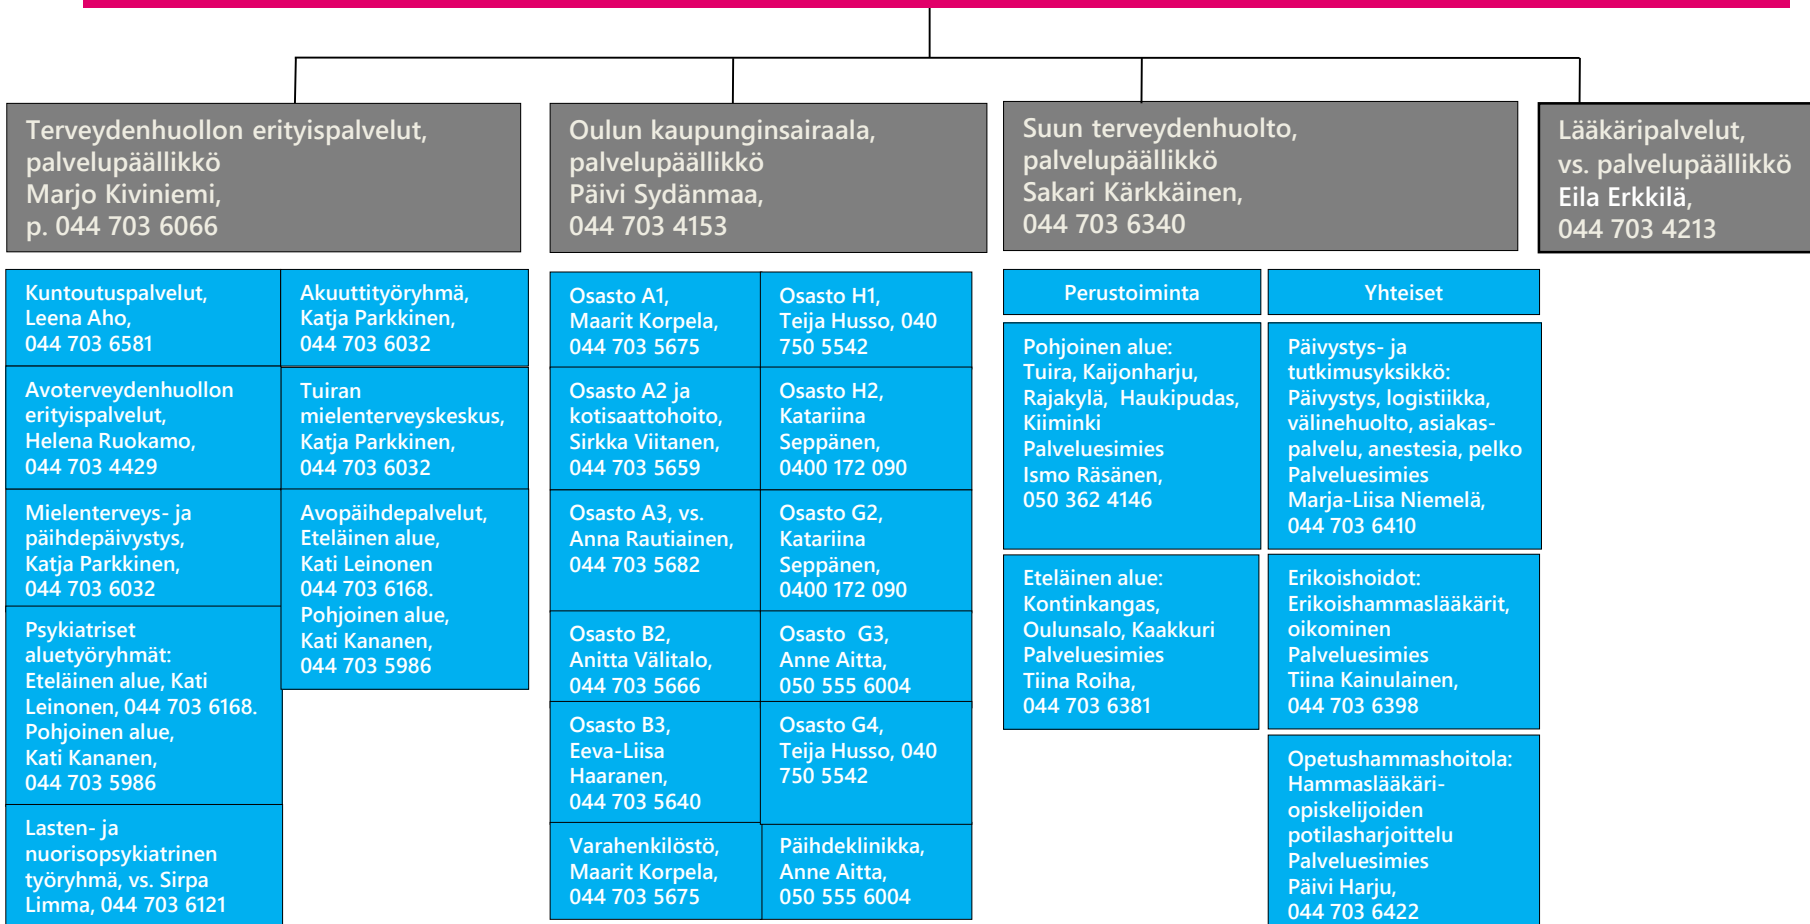 Terveydenhuollon erityispalvelut,
palvelupäällikkö
Marjo Kiviniemi,
p. 044 703 6066
Oulun kaupunginsairaala,
palvelupäällikkö
Päivi Sydänmaa,
044 703 4153
Suun terveydenhuolto,
palvelupäällikkö
Sakari Kärkkäinen,
044 703 6340
Lääkäripalvelut,
vs. palvelupäällikkö
Eila Erkkilä,
044 703 4213
Kuntoutuspalvelut,
Leena Aho,
044 703 6581
Avoterveydenhuollon
erityispalvelut,
Helena Ruokamo,
044 703 4429
Mielenterveys- ja
päihdepäivystys,
Katja Parkkinen,
044 703 6032
Psykiatriset
aluetyöryhmät:
Eteläinen alue, Kati
Leinonen, 044 703 6168.
Pohjoinen alue,
Kati Kananen,
044 703 5986
Lasten- ja
nuorisopsykiatrinen
työryhmä, vs. Sirpa
Limma, 044 703 6121
Akuuttityöryhmä,
Katja Parkkinen,
044 703 6032
Tuiran
mielenterveyskeskus,
Katja Parkkinen,
044 703 6032
Avopäihdepalvelut,
Eteläinen alue,
Kati Leinonen
044 703 6168.
Pohjoinen alue,
Kati Kananen,
044 703 5986
Osasto A1,
Maarit Korpela,
044 703 5675
Osasto A2 ja
kotisaattohoito,
Sirkka Viitanen,
044 703 5659
Osasto A3, vs.
Anna Rautiainen,
044 703 5682
Osasto B2,
Anitta Välitalo,
044 703 5666
Osasto B3,
Eeva-Liisa
Haaranen,
044 703 5640
Varahenkilöstö,
Maarit Korpela,
044 703 5675
Osasto H1,
Teija Husso, 040
750 5542
Osasto H2,
Katariina
Seppänen,
0400 172 090
Osasto G2,
Katariina
Seppänen,
0400 172 090
Osasto G3,
Anne Aitta,
050 555 6004
Osasto G4,
Teija Husso, 040
750 5542
Päihdeklinikka,
Anne Aitta,
050 555 6004
Perustoiminta
Pohjoinen alue:
Tuira, Kaijonharju,
Rajakylä, Haukipudas,
Kiiminki
Palveluesimies
Ismo Räsänen,
050 362 4146
Eteläinen alue:
Kontinkangas,
Oulunsalo, Kaakkuri
Palveluesimies
Tiina Roiha,
044 703 6381
Yhteiset
Päivystys- ja
tutkimusyksikkö:
Päivystys, logistiikka,
välinehuolto, asiakas-
palvelu, anestesia, pelko
Palveluesimies
Marja-Liisa Niemelä,
044 703 6410
Erikoishoidot:
Erikoishammaslääkärit,
oikominen
Palveluesimies
Tiina Kainulainen,
044 703 6398
Opetushammashoitola:
Hammaslääkäri-
opiskelijoiden
potilasharjoittelu
Palveluesimies
Päivi Harju,
044 703 6422